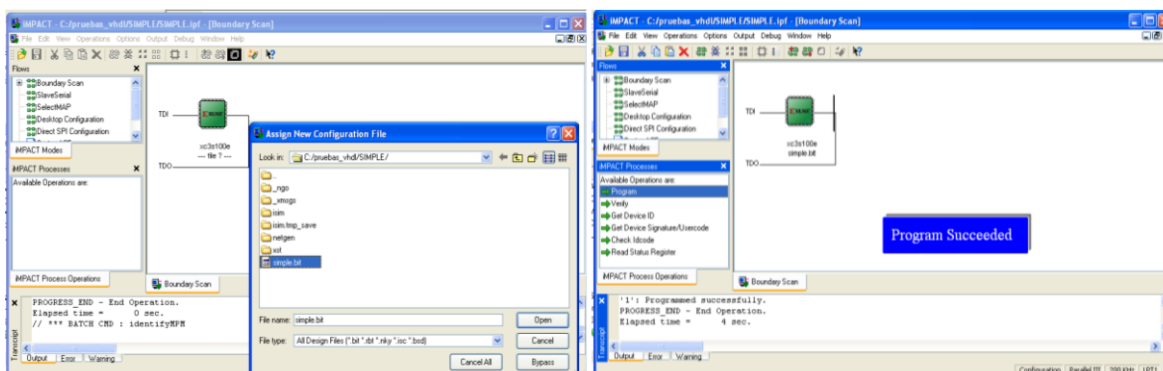 iMPACT - C:/pruebas_vhdl/SIMPLE/SIMPLE.ipf - [Boundary Scan]
File Edit View Operations Options Output Debug Window Help
Flows
Boundary Scan
SlaveSerial
SelectMAP
Desktop Configuration
Direct SPI Configuration
iMPACT Modes
iMPACT Processes
Available Operations are:
iMPACT Process Operations
TDI
xc3s100e
--- file ? ---
TDO
Boundary Scan
Assign New Configuration File
Look in: C:/pruebas_vhdl/SIMPLE/
..
_ngo
_xmsgs
isim
isim.tmp_save
netgen
xst
simple.bit
File name: simple.bit
Open
File type: All Design Files (*.bit *.rbt *.nky *.isc *.bsd)
Cancel
Cancel All
Bypass
PROGRESS_END - End Operation.
Elapsed time = 0 sec.
// *** BATCH CMD : identifyMPM
Transcript
Output Error Warning
iMPACT - C:/pruebas_vhdl/SIMPLE/SIMPLE.ipf - [Boundary Scan]
File Edit View Operations Options Output Debug Window Help
Flows
Boundary Scan
SlaveSerial
SelectMAP
Desktop Configuration
Direct SPI Configuration
iMPACT Modes
iMPACT Processes
Available Operations are:
Program
Verify
Get Device ID
Get Device Signature/Usercode
Check Idcode
Read Status Register
iMPACT Process Operations
TDI
xc3s100e
simple.bit
TDO
Program Succeeded
Boundary Scan
'1': Programmed successfully.
PROGRESS_END - End Operation.
Elapsed time = 4 sec.
Transcript
Output Error Warning
Configuration Parallel III 200 KHz LPT1